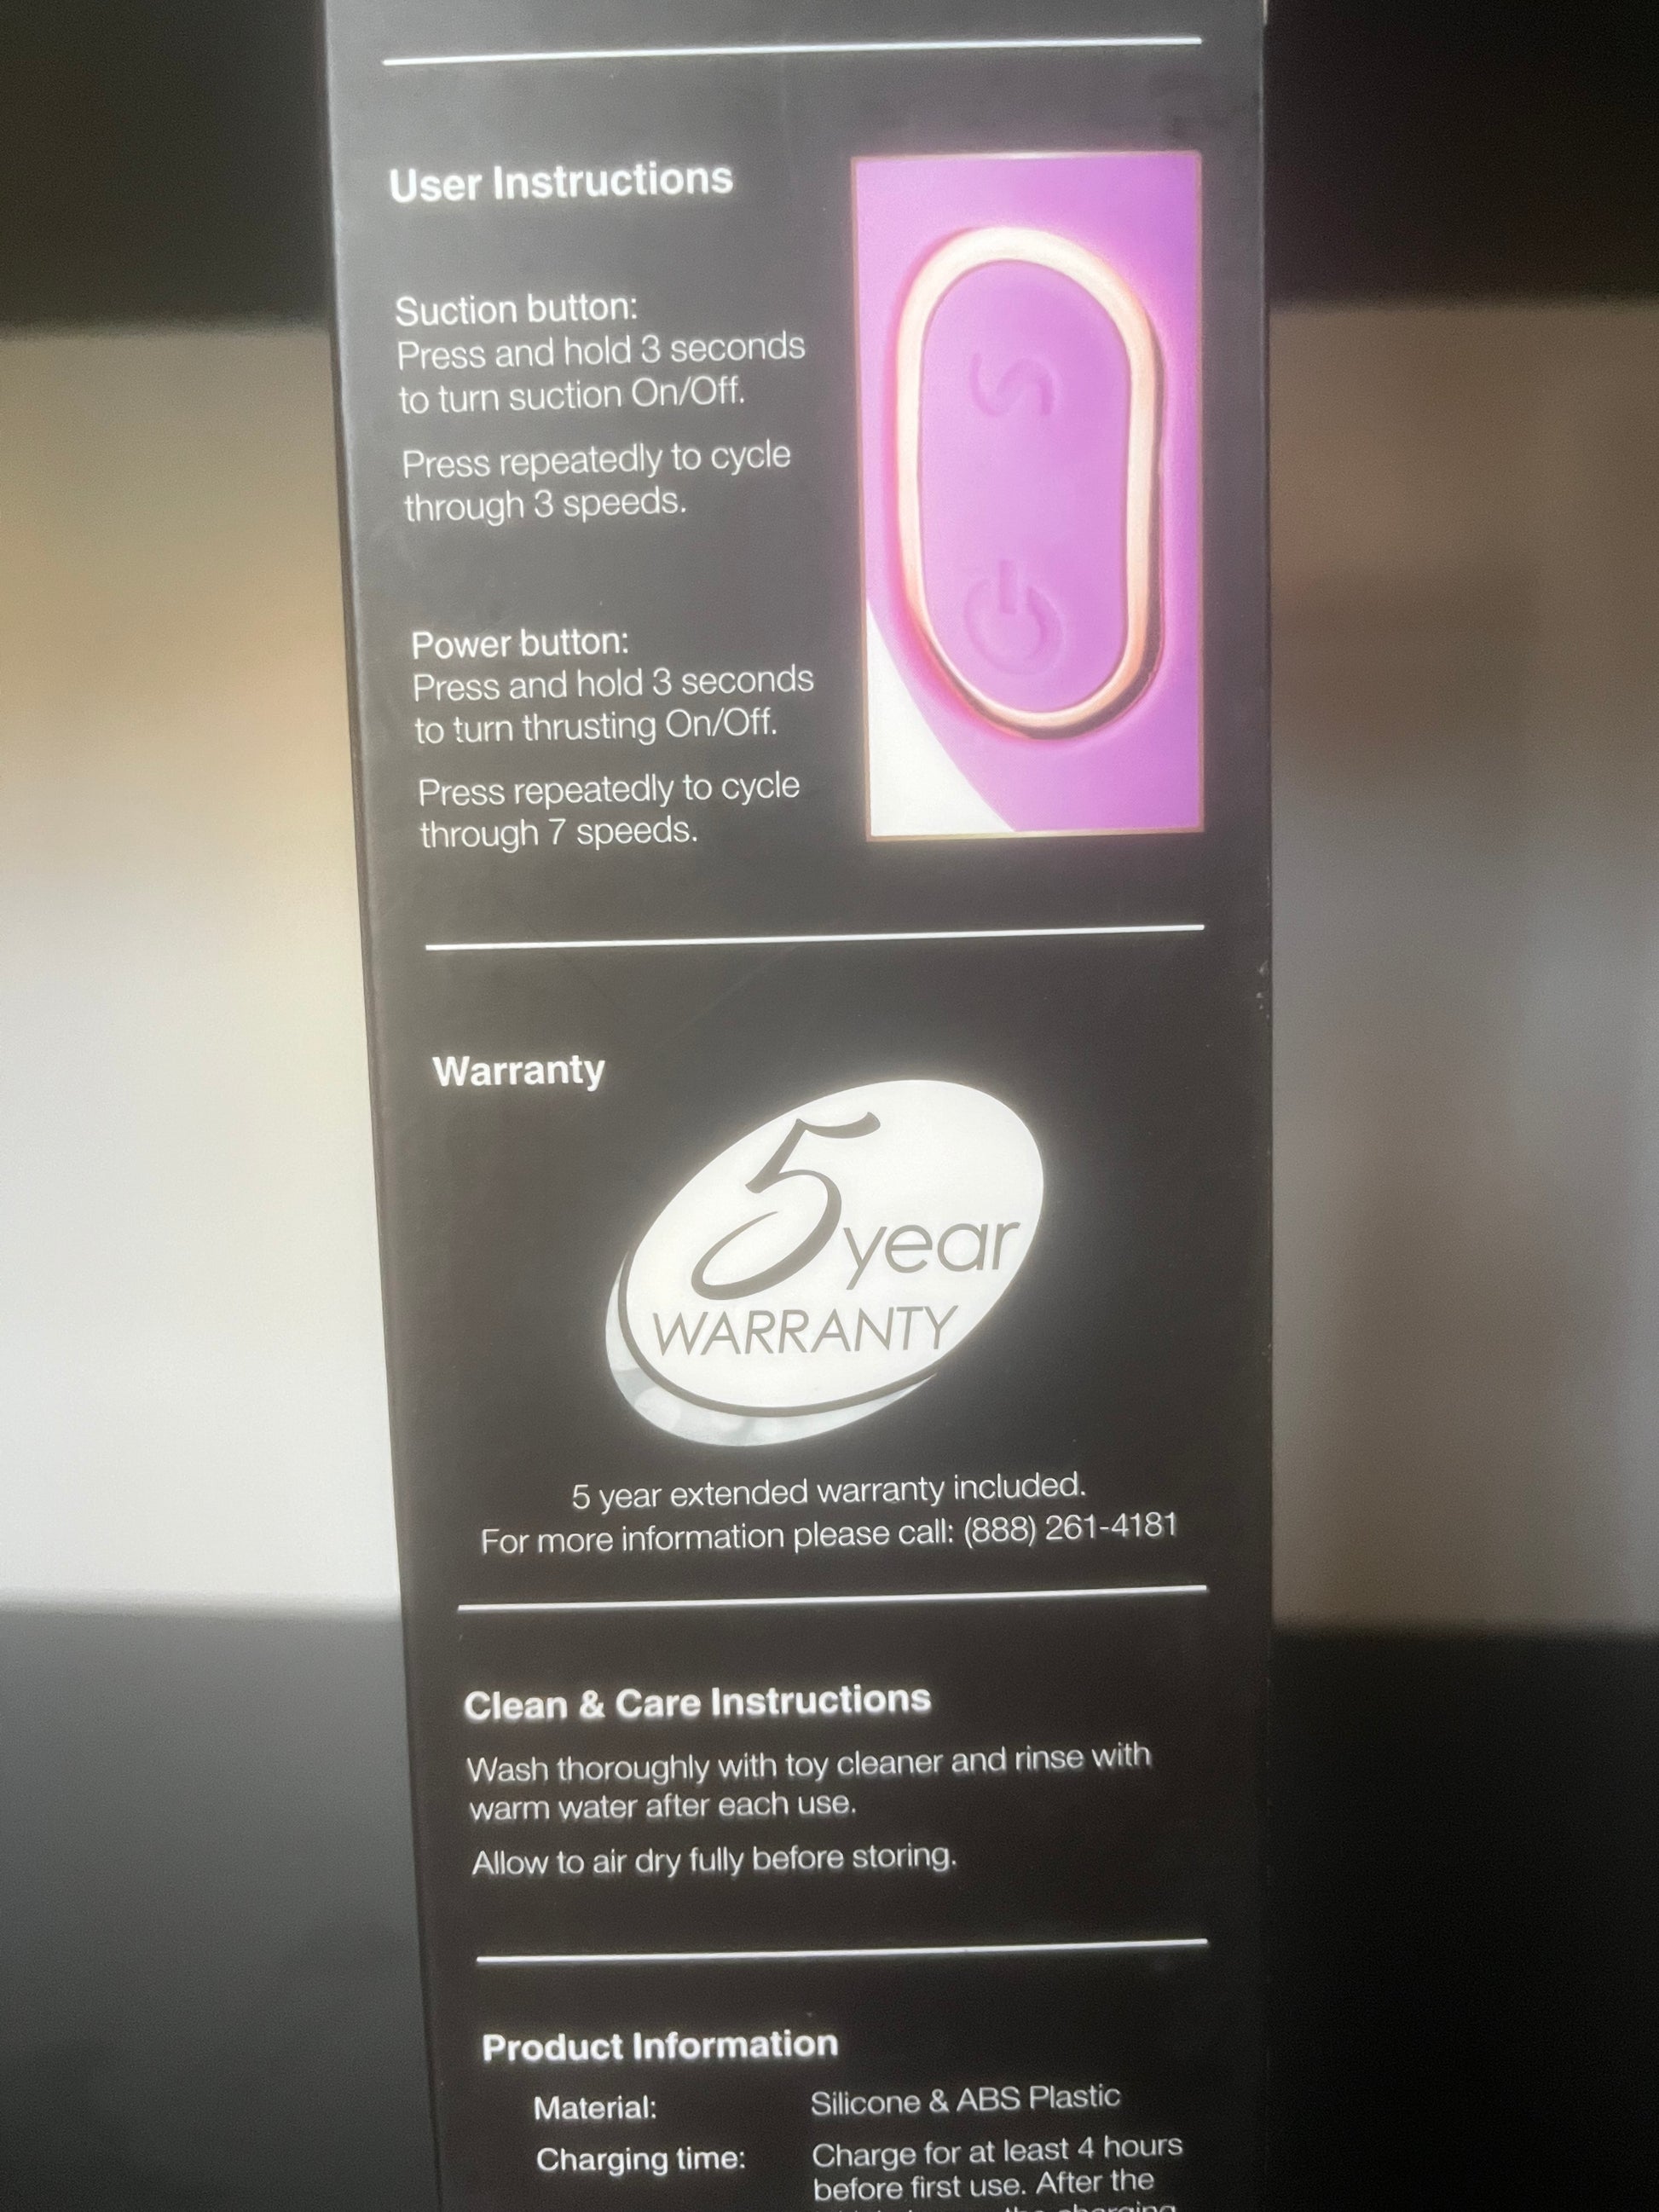 User Instructions
Suction button:
Press and hold 3 seconds
to turn suction On/Off.
Press repeatedly to cycle
through 3 speeds.
Power button:
Press and hold 3 seconds
to turn thrusting On/Off.
Press repeatedly to cycle
through 7 speeds.
Warranty
5 year
WARRANTY
5 year extended warranty included.
For more information please call: (888) 261-4181
Clean & Care Instructions
Wash thoroughly with toy cleaner and rinse with
warm water after each use.
Allow to air dry fully before storing.
Product Information
Material: Silicone & ABS Plastic
Charging time: Charge for at least 4 hours
before first use. After the
the charging